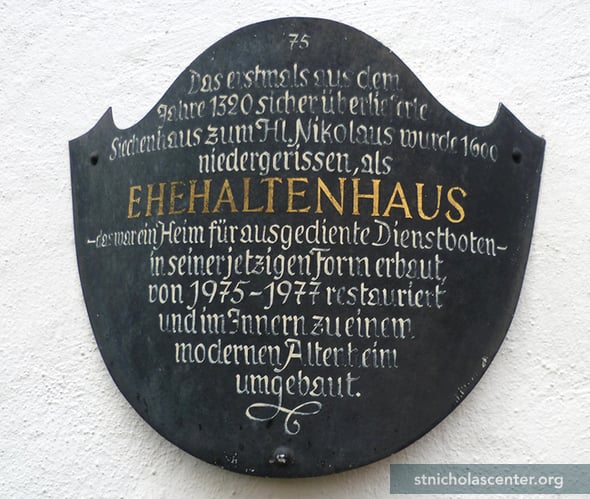 75
Das erstmals aus dem
Jahre 1320 sicher überlieferte
Siechenhaus zum Hl. Nikolaus wurde 1600
niedergerissen, als
EHEHALTENHAUS
–das war ein Heim für ausgediente Dienstboten–
in seiner jetzigen Form erbaut,
von 1975–1977 restauriert
und im Innern zu einem
modernen Altenheim
umgebaut.
stnicholascenter.org